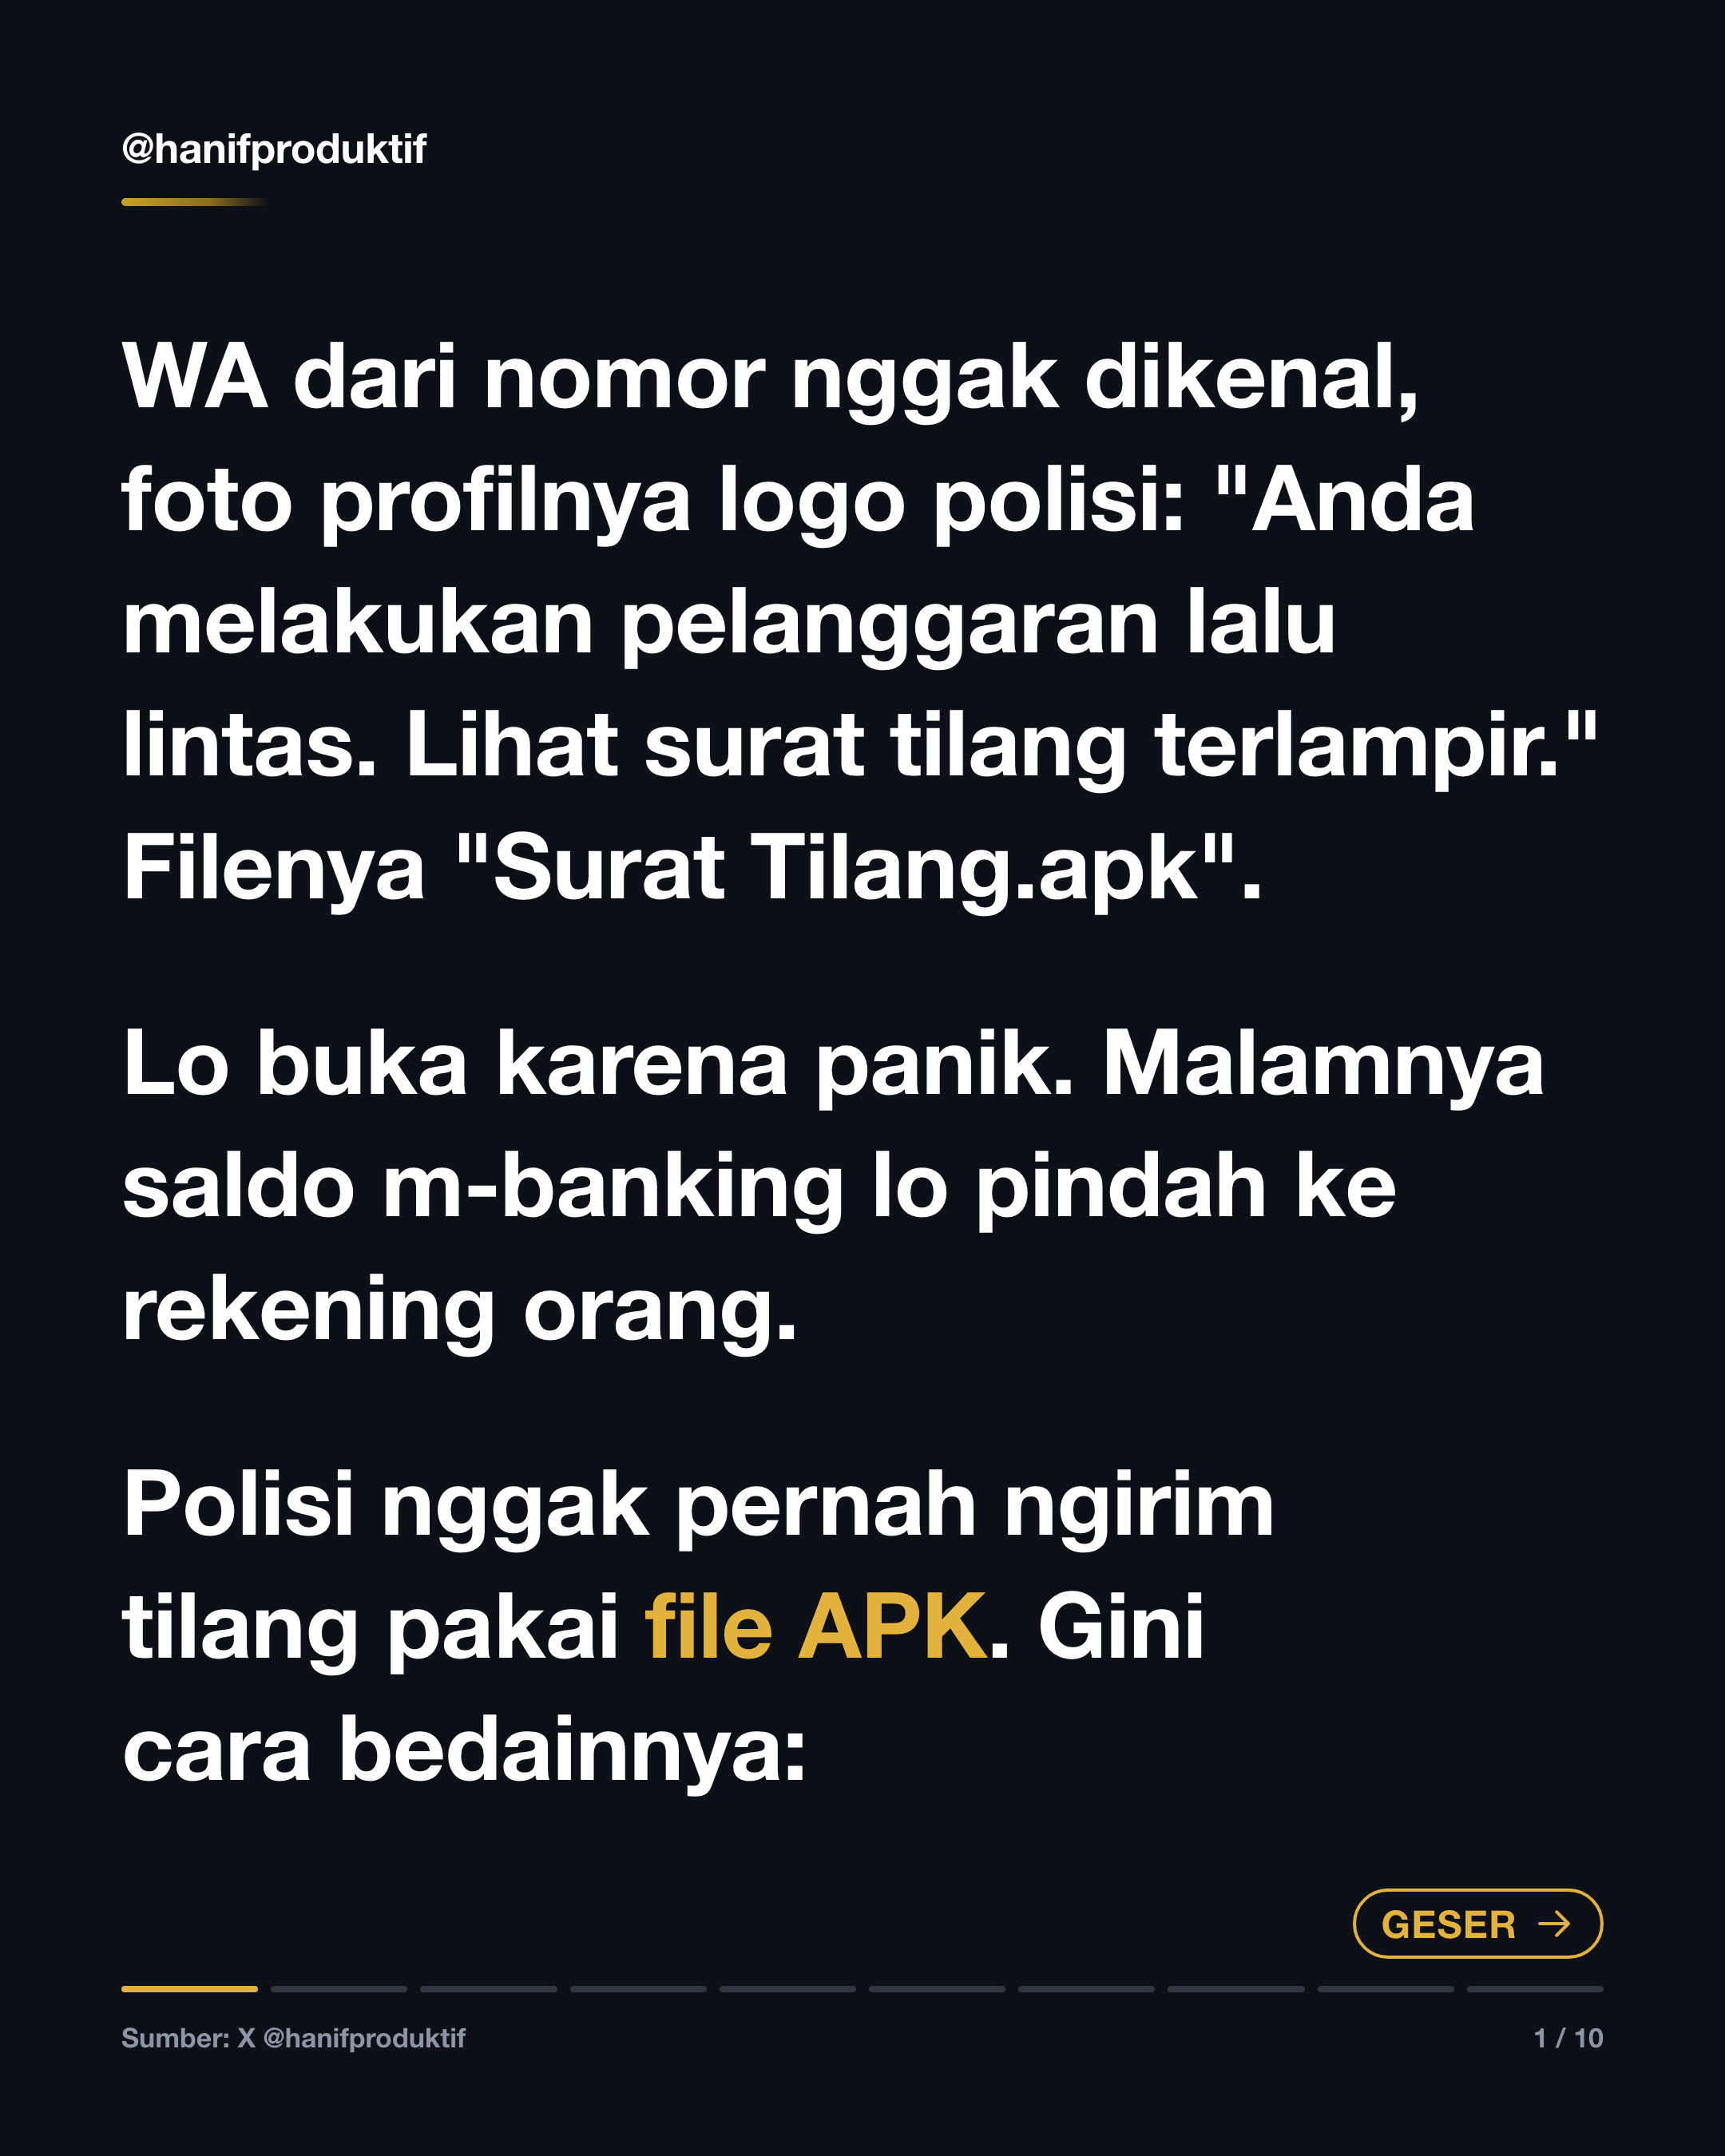 @hanifproduktif
WA dari nomor nggak dikenal,
foto profilnya logo polisi: "Anda
melakukan pelanggaran lalu
lintas. Lihat surat tilang terlampir."
Filenya "Surat Tilang.apk".
Lo buka karena panik. Malamnya
saldo m-banking lo pindah ke
rekening orang.
Polisi nggak pernah ngirim
tilang pakai file APK. Gini
cara bedainnya:
GESER →
Sumber: X @hanifproduktif
1 / 10